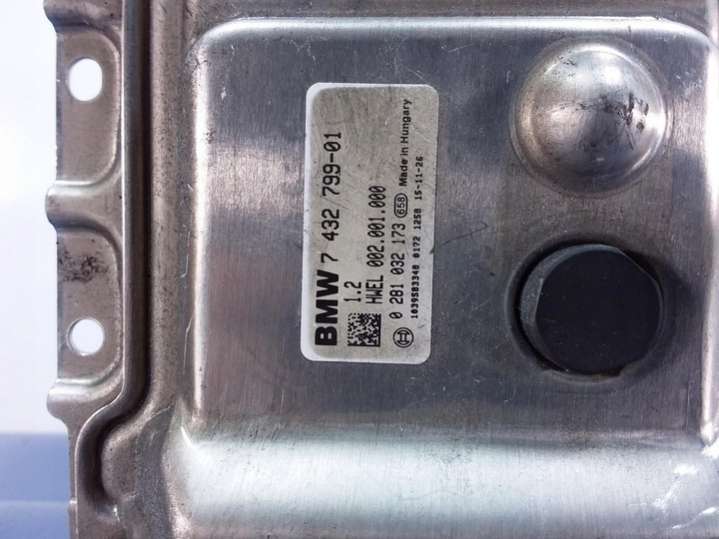 BMW 7 432 799-01
1.2
HWEL 002.001.000
0 281 032 173 658 Made in Hungary
1039S83340 0172 1258 15-11-26